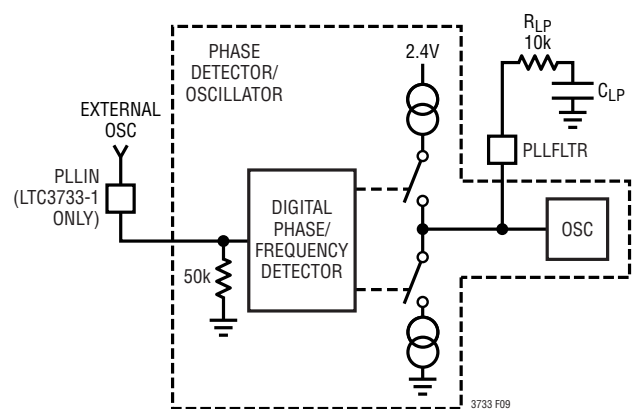 PHASE
DETECTOR/
OSCILLATOR
2.4V
RLP
10k
CLP
EXTERNAL
OSC
PLLIN
(LTC3733-1
ONLY)
PLLFLTR
DIGITAL
PHASE/
FREQUENCY
DETECTOR
OSC
50k
3733 F09